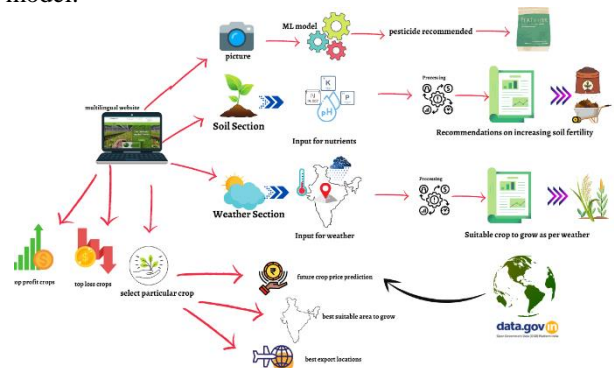 model.
picture
ML model
pesticide recommended
multilingual website
Soil Section
K
P
pH
Input for nutrients
Processing
Recommendations on increasing soil fertility
Weather Section
Input for weather
Processing
Suitable crop to grow as per weather
op profit crops
top loss crops
select particular crop
future crop price prediction
best suitable area to grow
best export locations
data.gov in